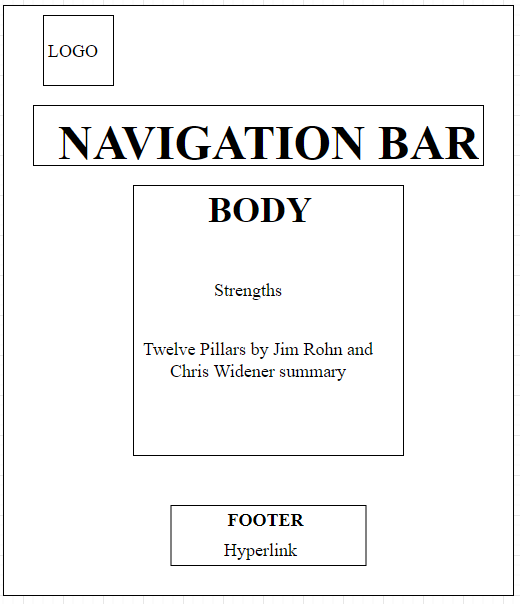 LOGO
NAVIGATION BAR
BODY
Strengths
Twelve Pillars by Jim Rohn and
Chris Widener summary
FOOTER
Hyperlink